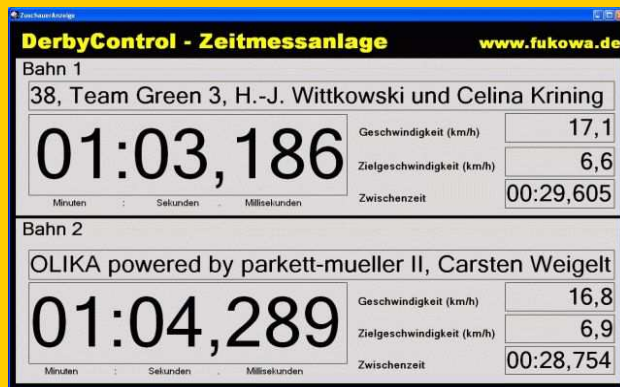 Zuschaueranzeige
DerbyControl - Zeitmessanlage www.fukowa.de
Bahn 1
38, Team Green 3, H.-J. Wittkowski und Celina Krining
01:03,186
Minuten : Sekunden . Millisekunden
Geschwindigkeit (km/h) 17,1
Zielgeschwindigkeit (km/h) 6,6
Zwischenzeit 00:29,605
Bahn 2
OLIKA powered by parkett-mueller II, Carsten Weigelt
01:04,289
Minuten : Sekunden . Millisekunden
Geschwindigkeit (km/h) 16,8
Zielgeschwindigkeit (km/h) 6,9
Zwischenzeit 00:28,754